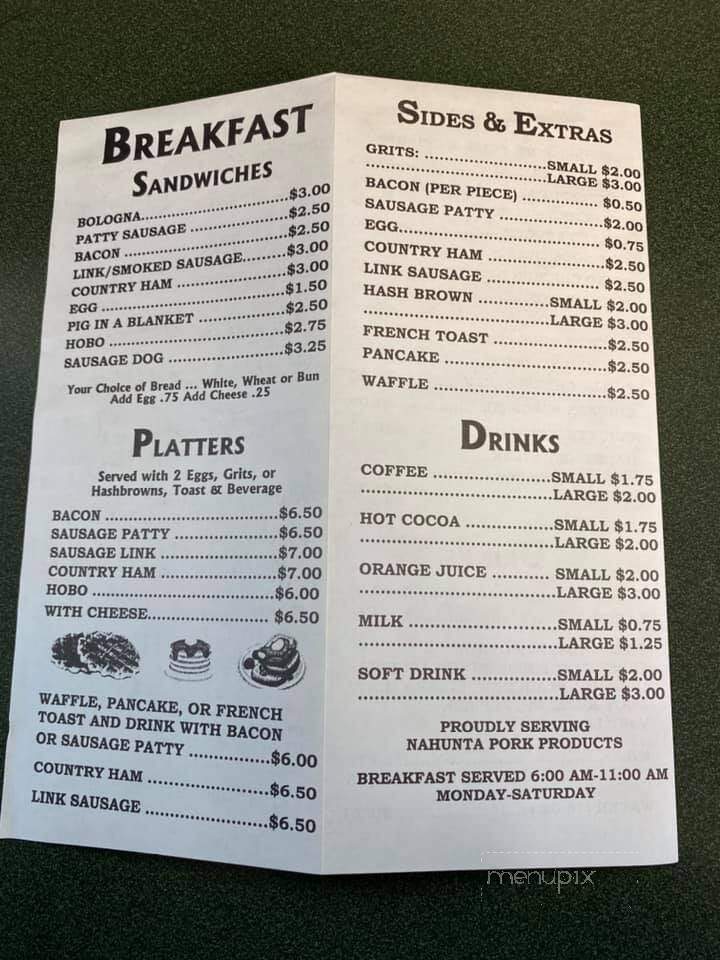 BREAKFAST
SANDWICHES
BOLOGNA..............................$3.00
PATTY SAUSAGE ....................$2.50
BACON ..............................$2.50
LINK/SMOKED SAUSAGE........$3.00
COUNTRY HAM ....................$3.00
EGG ..............................$1.50
PIG IN A BLANKET ................$2.50
HOBO ..............................$2.75
SAUSAGE DOG ....................$3.25
Your Choice of Bread ... White, Wheat or Bun
Add Egg .75 Add Cheese .25
PLATTERS
Served with 2 Eggs, Grits, or
Hashbrowns, Toast & Beverage
BACON ..............................$6.50
SAUSAGE PATTY ..................$6.50
SAUSAGE LINK ....................$7.00
COUNTRY HAM ....................$7.00
HOBO ..............................$6.00
WITH CHEESE..................... $6.50
WAFFLE, PANCAKE, OR FRENCH
TOAST AND DRINK WITH BACON
OR SAUSAGE PATTY ..............$6.00
COUNTRY HAM ....................$6.50
LINK SAUSAGE ....................$6.50
SIDES & EXTRAS
GRITS: .....................SMALL $2.00
..............................LARGE $3.00
BACON (PER PIECE) .............. $0.50
SAUSAGE PATTY ...................$2.00
EGG................................... $0.75
COUNTRY HAM ....................$2.50
LINK SAUSAGE .................... $2.50
HASH BROWN ............SMALL $2.00
..............................LARGE $3.00
FRENCH TOAST ....................$2.50
PANCAKE ...........................$2.50
WAFFLE ..............................$2.50
DRINKS
COFFEE .....................SMALL $1.75
..............................LARGE $2.00
HOT COCOA ...............SMALL $1.75
..............................LARGE $2.00
ORANGE JUICE .......... SMALL $2.00
..............................LARGE $3.00
MILK .........................SMALL $0.75
..............................LARGE $1.25
SOFT DRINK ...............SMALL $2.00
..............................LARGE $3.00
PROUDLY SERVING
NAHUNTA PORK PRODUCTS
BREAKFAST SERVED 6:00 AM-11:00 AM
MONDAY-SATURDAY
menupix